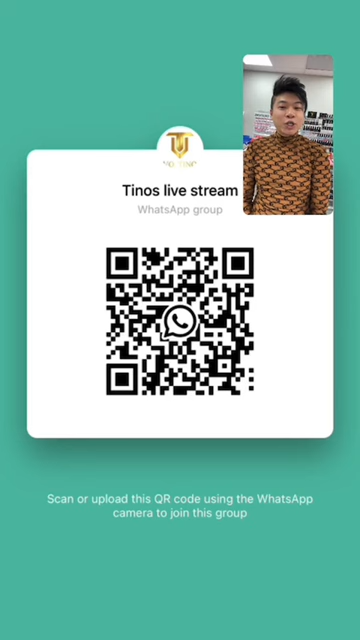 Tinos live stream
WhatsApp group
Scan or upload this QR code using the WhatsApp
camera to join this group